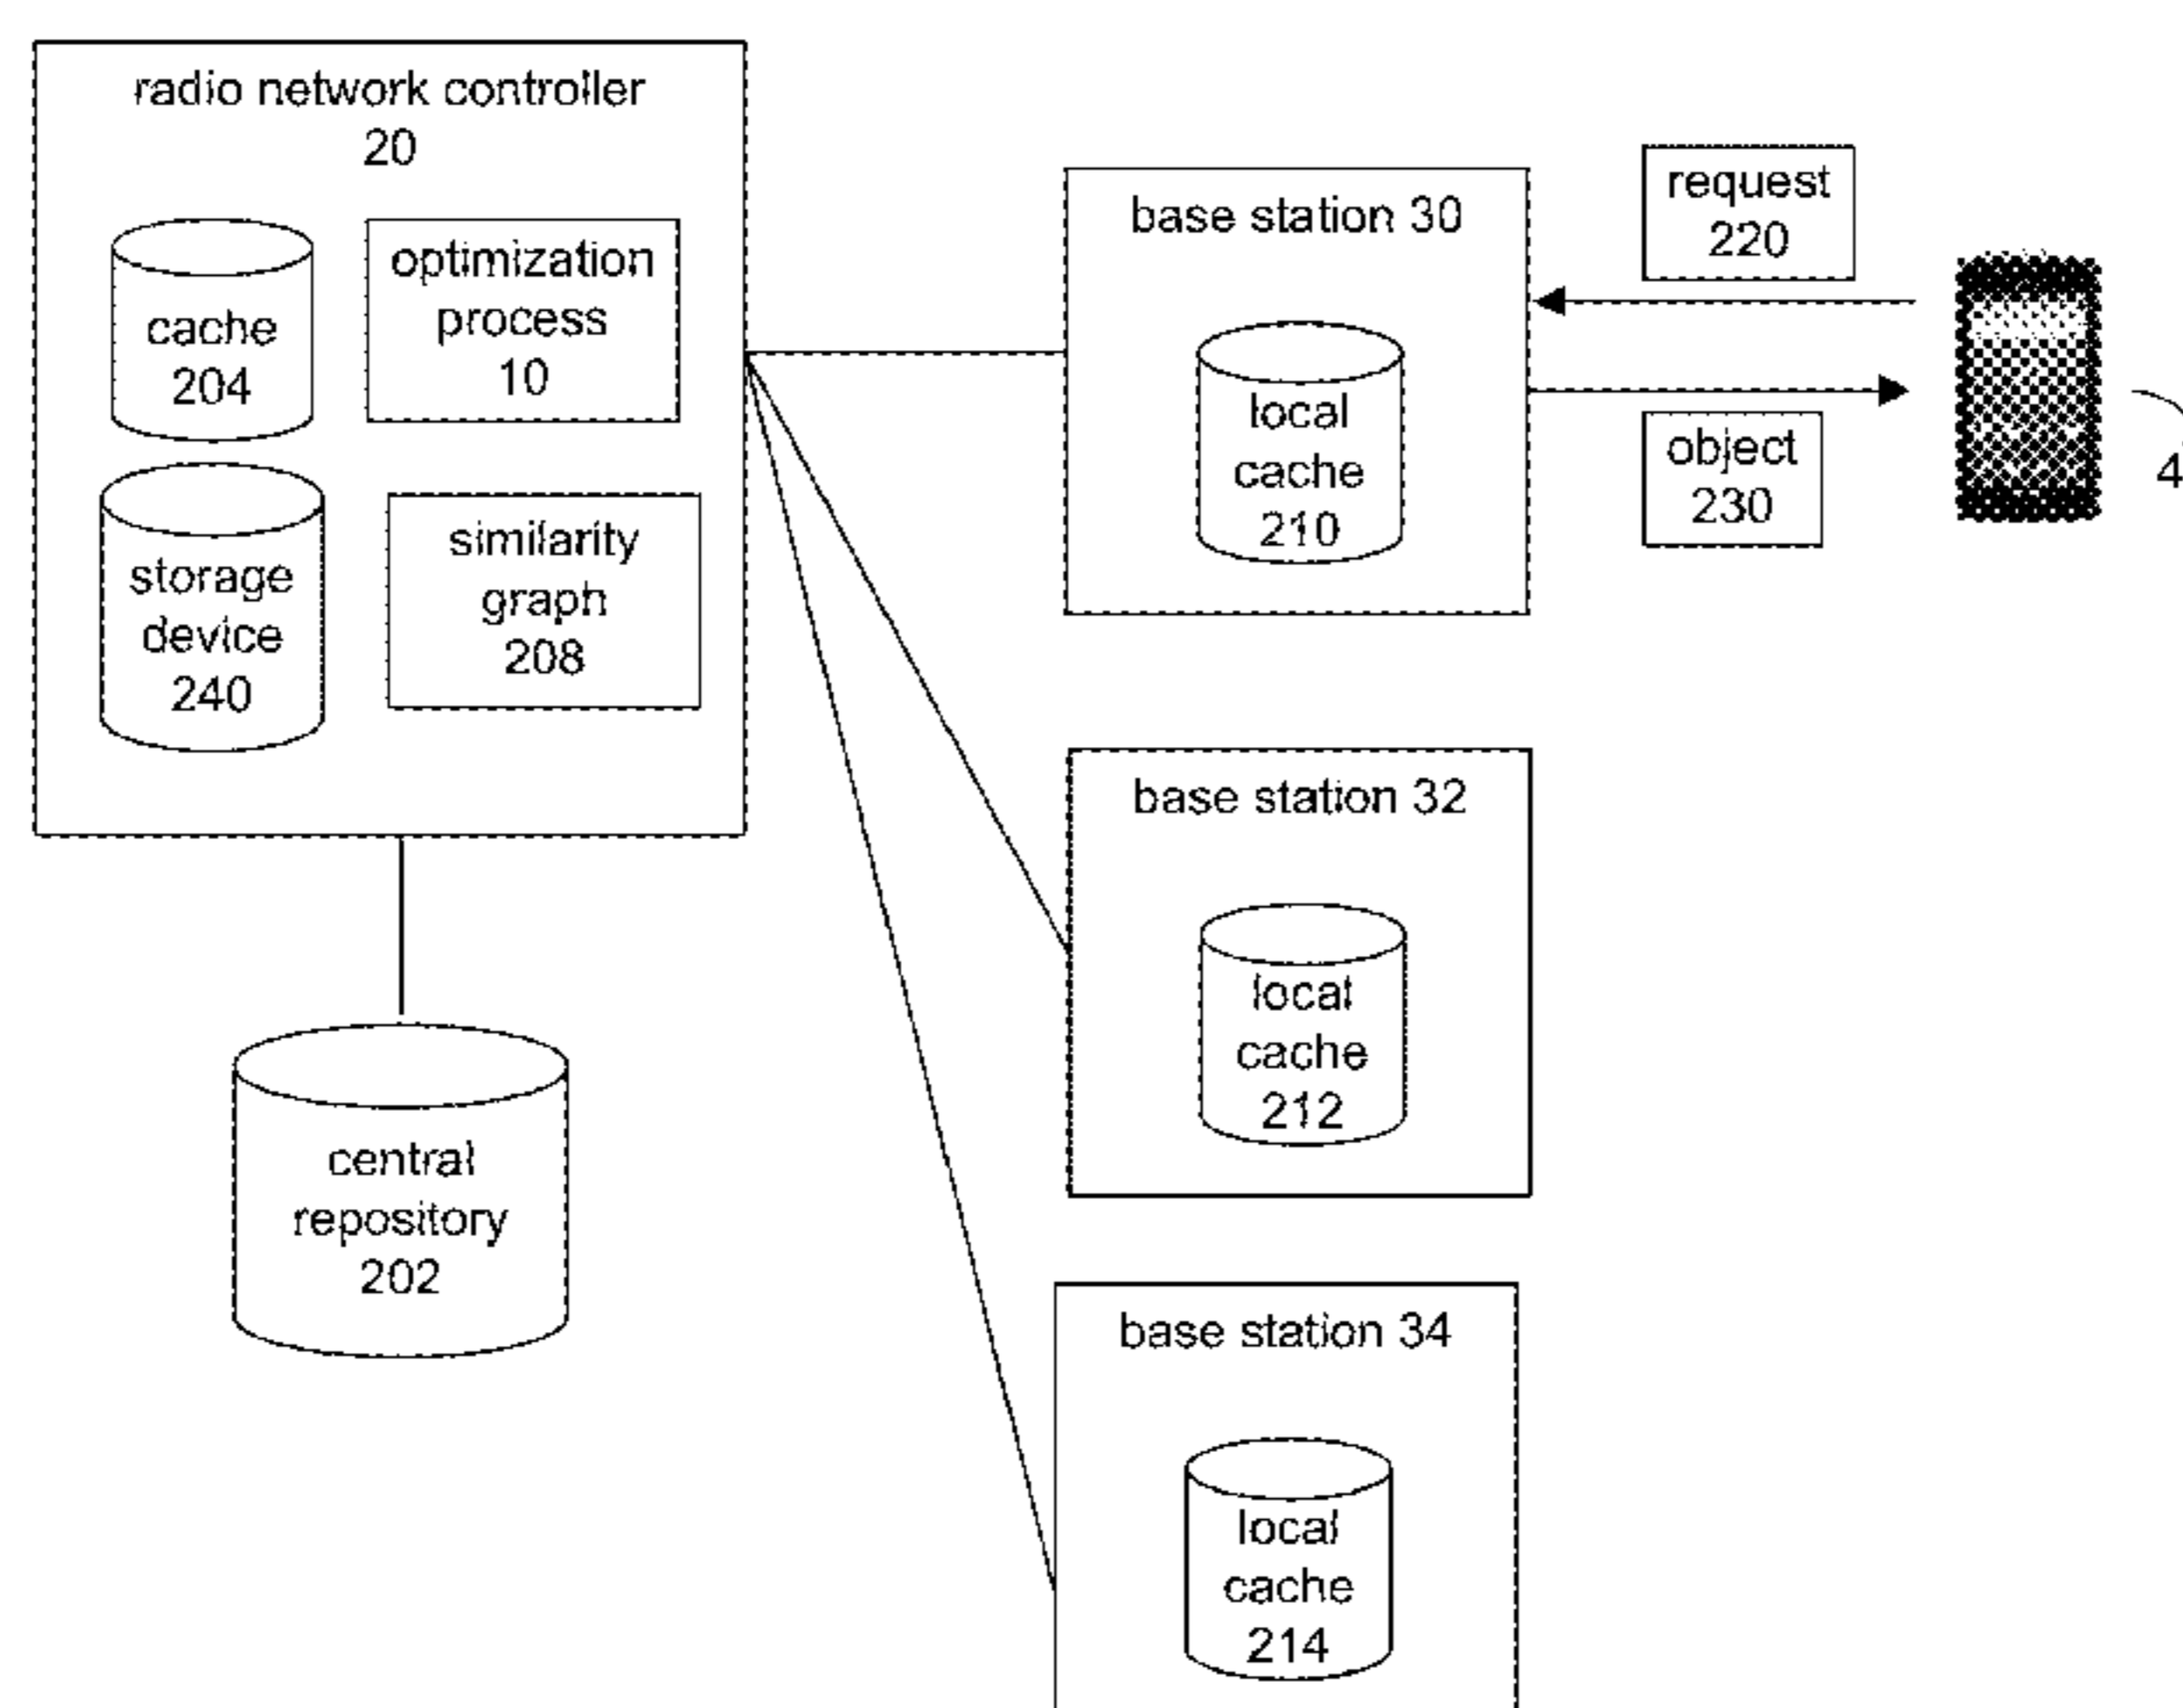 radio network controller
20
cache
204
optimization
process
10
storage
device
240
similarity
graph
208
central
repository
202
base station 30
local
cache
210
request
220
object
230
4
base station 32
local
cache
212
base station 34
local
cache
214